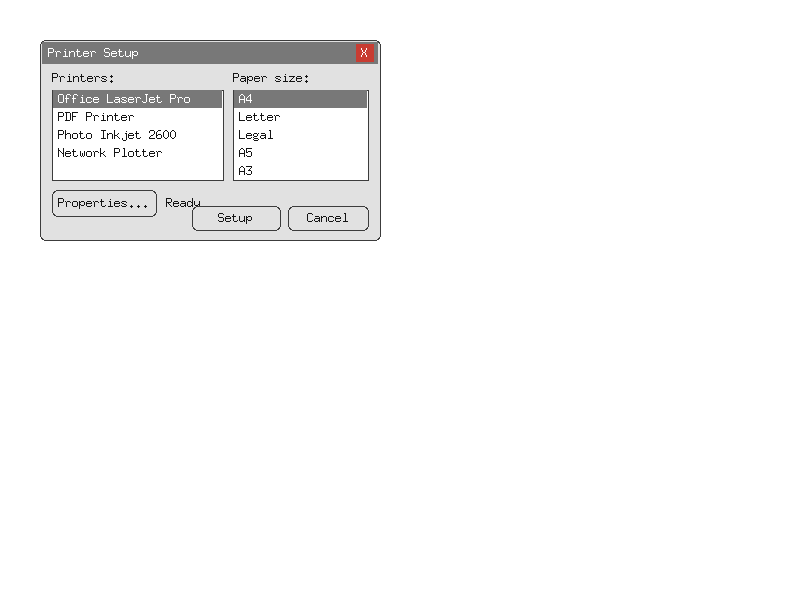 Printer Setup X
Printers:
Office LaserJet Pro
PDF Printer
Photo Inkjet 2600
Network Plotter
Paper size:
A4
Letter
Legal
A5
A3
Properties... Ready
Setup Cancel